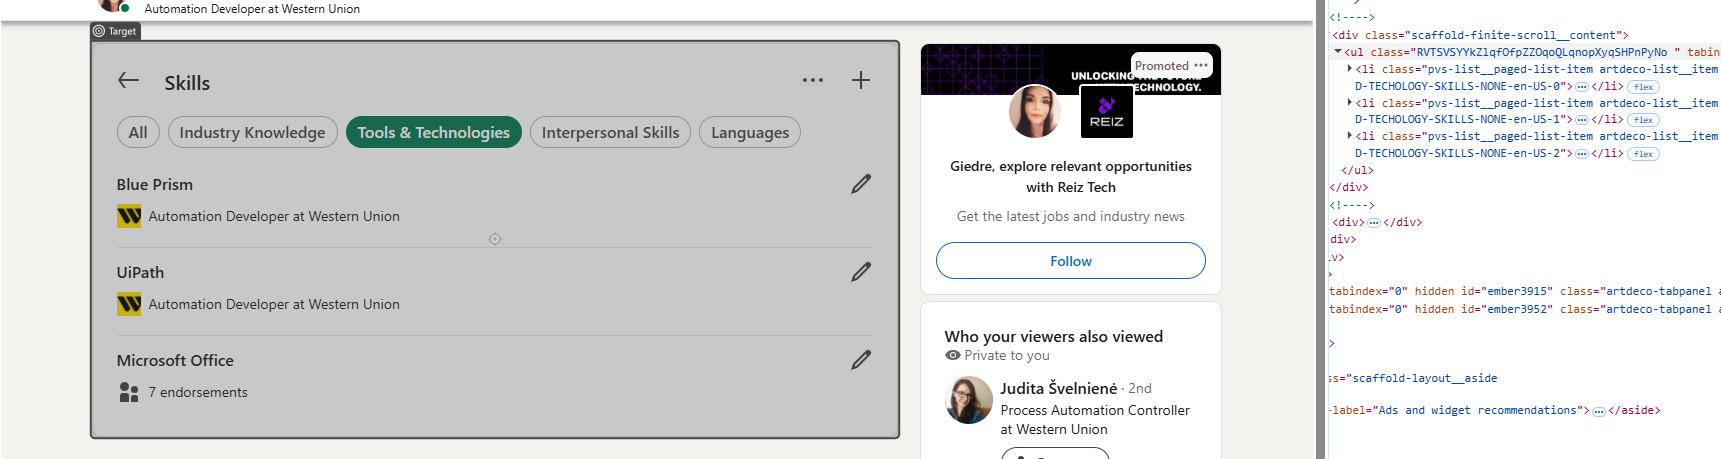 Automation Developer at Western Union
Target
Skills
All
Industry Knowledge
Tools & Technologies
Interpersonal Skills
Languages
Blue Prism
Automation Developer at Western Union
UiPath
Automation Developer at Western Union
Microsoft Office
7 endorsements
Promoted
UNLOCKING THE FUTURE
TECHNOLOGY.
REIZ
Giedre, explore relevant opportunities
with Reiz Tech
Get the latest jobs and industry news
Follow
Who your viewers also viewed
Private to you
Judita Švelnienė · 2nd
Process Automation Controller
at Western Union
<!---->
<div class="scaffold-finite-scroll__content">
<ul class="RVTSVSYYkZlqfOfpZZOqoQLqnopXyqSHPnPyNo " tabin
<li class="pvs-list__paged-list-item artdeco-list__item
D-TECHOLOGY-SKILLS-NONE-en-US-0"> </li> flex
<li class="pvs-list__paged-list-item artdeco-list__item
D-TECHOLOGY-SKILLS-NONE-en-US-1"> </li> flex
<li class="pvs-list__paged-list-item artdeco-list__item
D-TECHOLOGY-SKILLS-NONE-en-US-2"> </li> flex
</ul>
</div>
<!---->
<div> </div>
div>
iv>
>
tabindex="0" hidden id="ember3915" class="artdeco-tabpanel a
tabindex="0" hidden id="ember3952" class="artdeco-tabpanel a
>
ss="scaffold-layout__aside
-label="Ads and widget recommendations"> </aside>